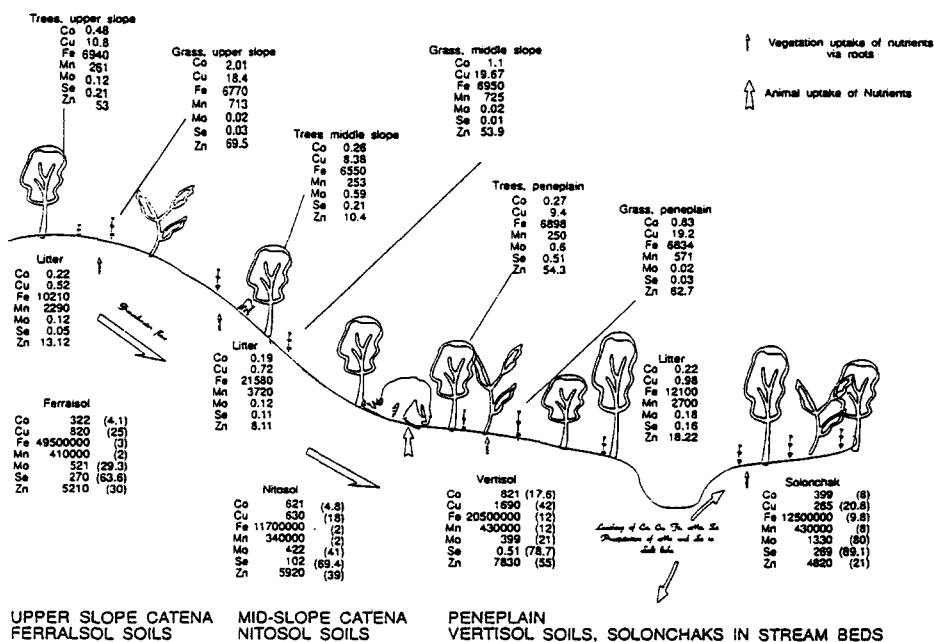 Trees, upper slope
Co 0.48
Cu 10.8
Fe 6940
Mn 261
Mo 0.12
Se 0.21
Zn 53
Grass, upper slope
Co 2.01
Cu 18.4
Fe 6770
Mn 713
Mo 0.02
Se 0.03
Zn 69.5
Grass, middle slope
Co 1.1
Cu 19.67
Fe 6950
Mn 725
Mo 0.02
Se 0.01
Zn 53.9
Vegetation uptake of nutrients
via roots
Animal uptake of Nutrients
Trees middle slope
Co 0.26
Cu 8.38
Fe 6550
Mn 253
Mo 0.59
Se 0.21
Zn 10.4
Trees, peneplain
Co 0.27
Cu 9.4
Fe 6898
Mn 250
Mo 0.6
Se 0.51
Zn 54.3
Grass, peneplain
Co 0.83
Cu 19.2
Fe 6834
Mn 571
Mo 0.02
Se 0.03
Zn 62.7
Litter
Co 0.22
Cu 0.52
Fe 10210
Mn 2290
Mo 0.12
Se 0.05
Zn 13.12
Litter
Co 0.19
Cu 0.72
Fe 21580
Mn 3720
Mo 0.12
Se 0.11
Zn 8.11
Litter
Co 0.22
Cu 0.98
Fe 12100
Mn 2700
Mo 0.18
Se 0.16
Zn 18.22
Groundwater flow
Ferralsol
Co 322 (4.1)
Cu 820 (25)
Fe 49500000 (3)
Mn 410000 (2)
Mo 521 (29.3)
Se 270 (63.6)
Zn 5210 (30)
Nitosol
Co 621 (4.8)
Cu 630 (18)
Fe 11700000 (2)
Mn 340000 (2)
Mo 422 (41)
Se 102 (69.4)
Zn 5920 (39)
Vertisol
Co 821 (17.6)
Cu 1690 (42)
Fe 20500000 (12)
Mn 430000 (12)
Mo 399 (21)
Se 0.51 (78.7)
Zn 7830 (55)
Leaching of Co, Cu, Fe, Mn, Zn
Precipitation of Mo and Se in
Solonchak
Co 399 (8)
Cu 265 (20.8)
Fe 12500000 (9.8)
Mn 430000 (8)
Mo 1330 (80)
Se 269 (89.1)
Zn 4820 (21)
UPPER SLOPE CATENA
FERRALSOL SOILS
MID-SLOPE CATENA
NITOSOL SOILS
PENEPLAIN
VERTISOL SOILS, SOLONCHAKS IN STREAM BEDS